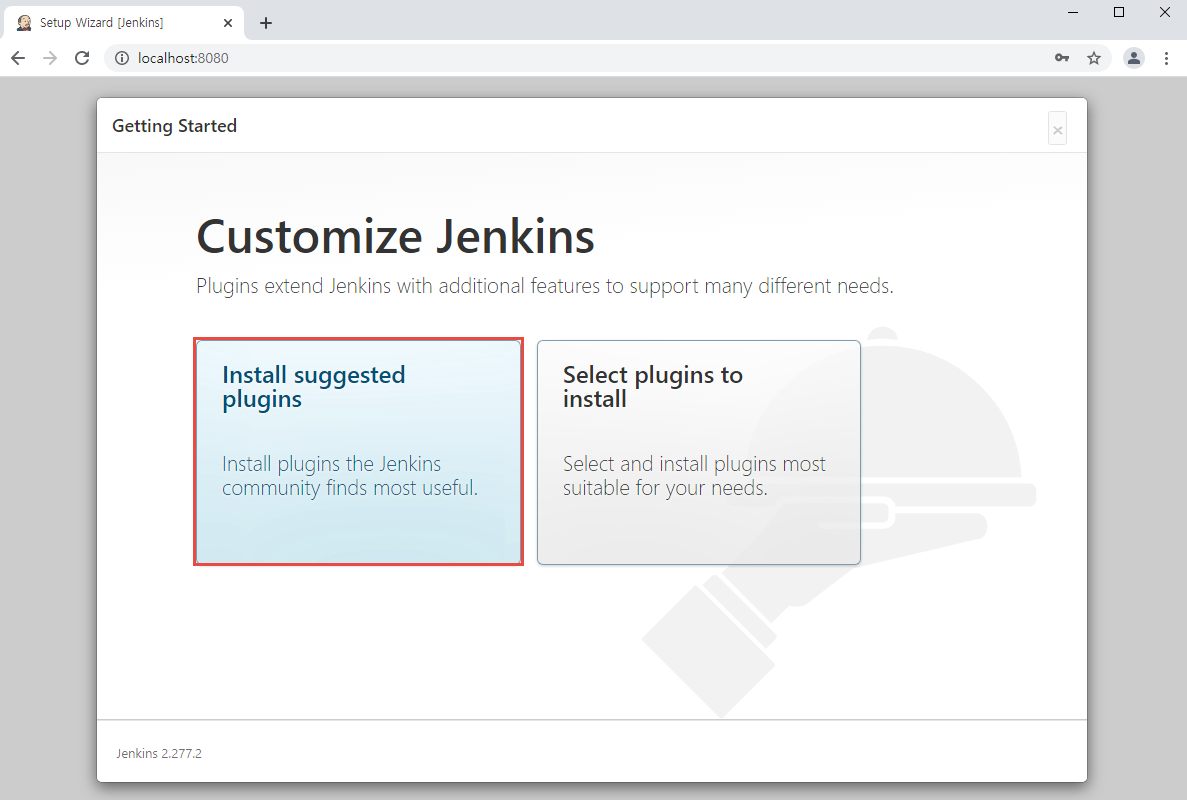 Setup Wizard [Jenkins]
localhost:8080
Getting Started
Customize Jenkins
Plugins extend Jenkins with additional features to support many different needs.
Install suggested
plugins
Install plugins the Jenkins
community finds most useful.
Select plugins to
install
Select and install plugins most
suitable for your needs.
Jenkins 2.277.2